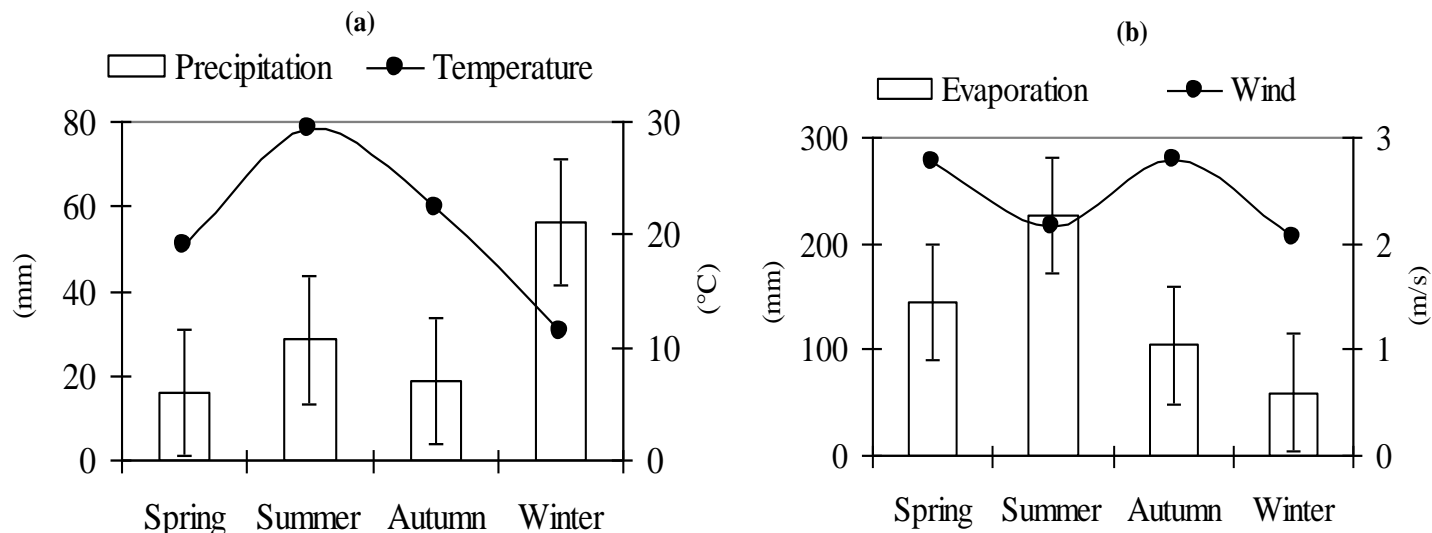 (a)
Precipitation Temperature
80
60
40
20
0
(mm)
30
20
10
0
(°C)
Spring Summer Autumn Winter
(b)
Evaporation Wind
300
200
100
0
(mm)
3
2
1
0
(m/s)
Spring Summer Autumn Winter